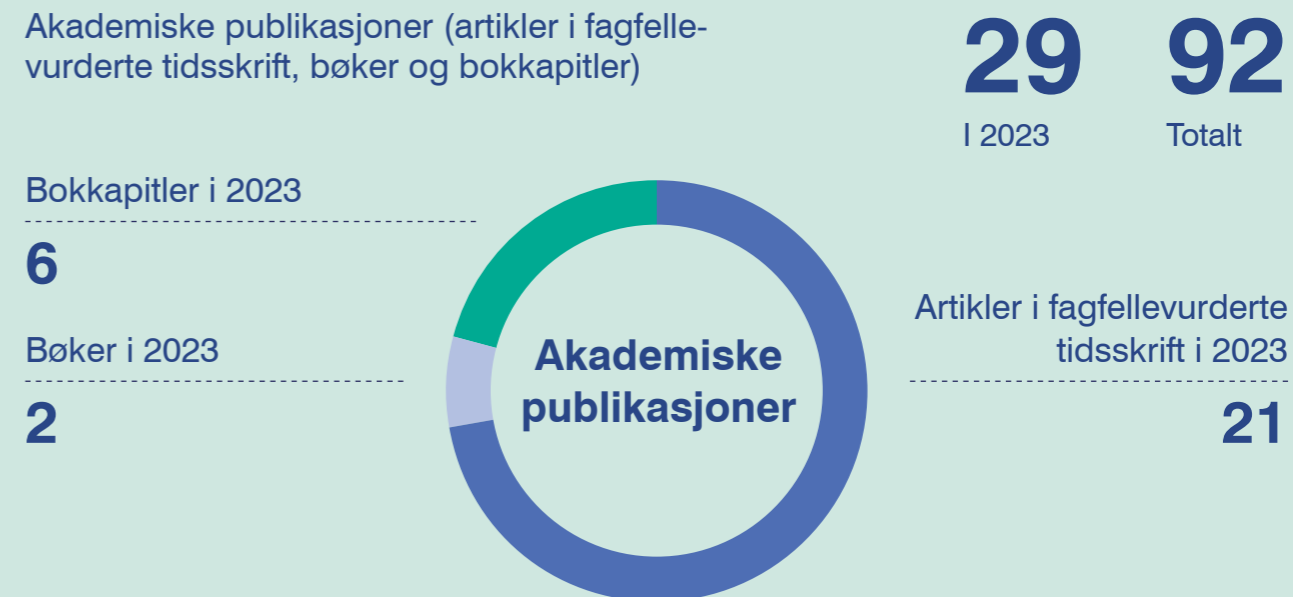 Akademiske publikasjoner (artikler i fagfelle-
vurderte tidsskrift, bøker og bokkapitler)
29 92
I 2023 Totalt
Bokkapitler i 2023
6
Bøker i 2023
2
Akademiske
publikasjoner
Artikler i fagfellevurderte
tidsskrift i 2023
21